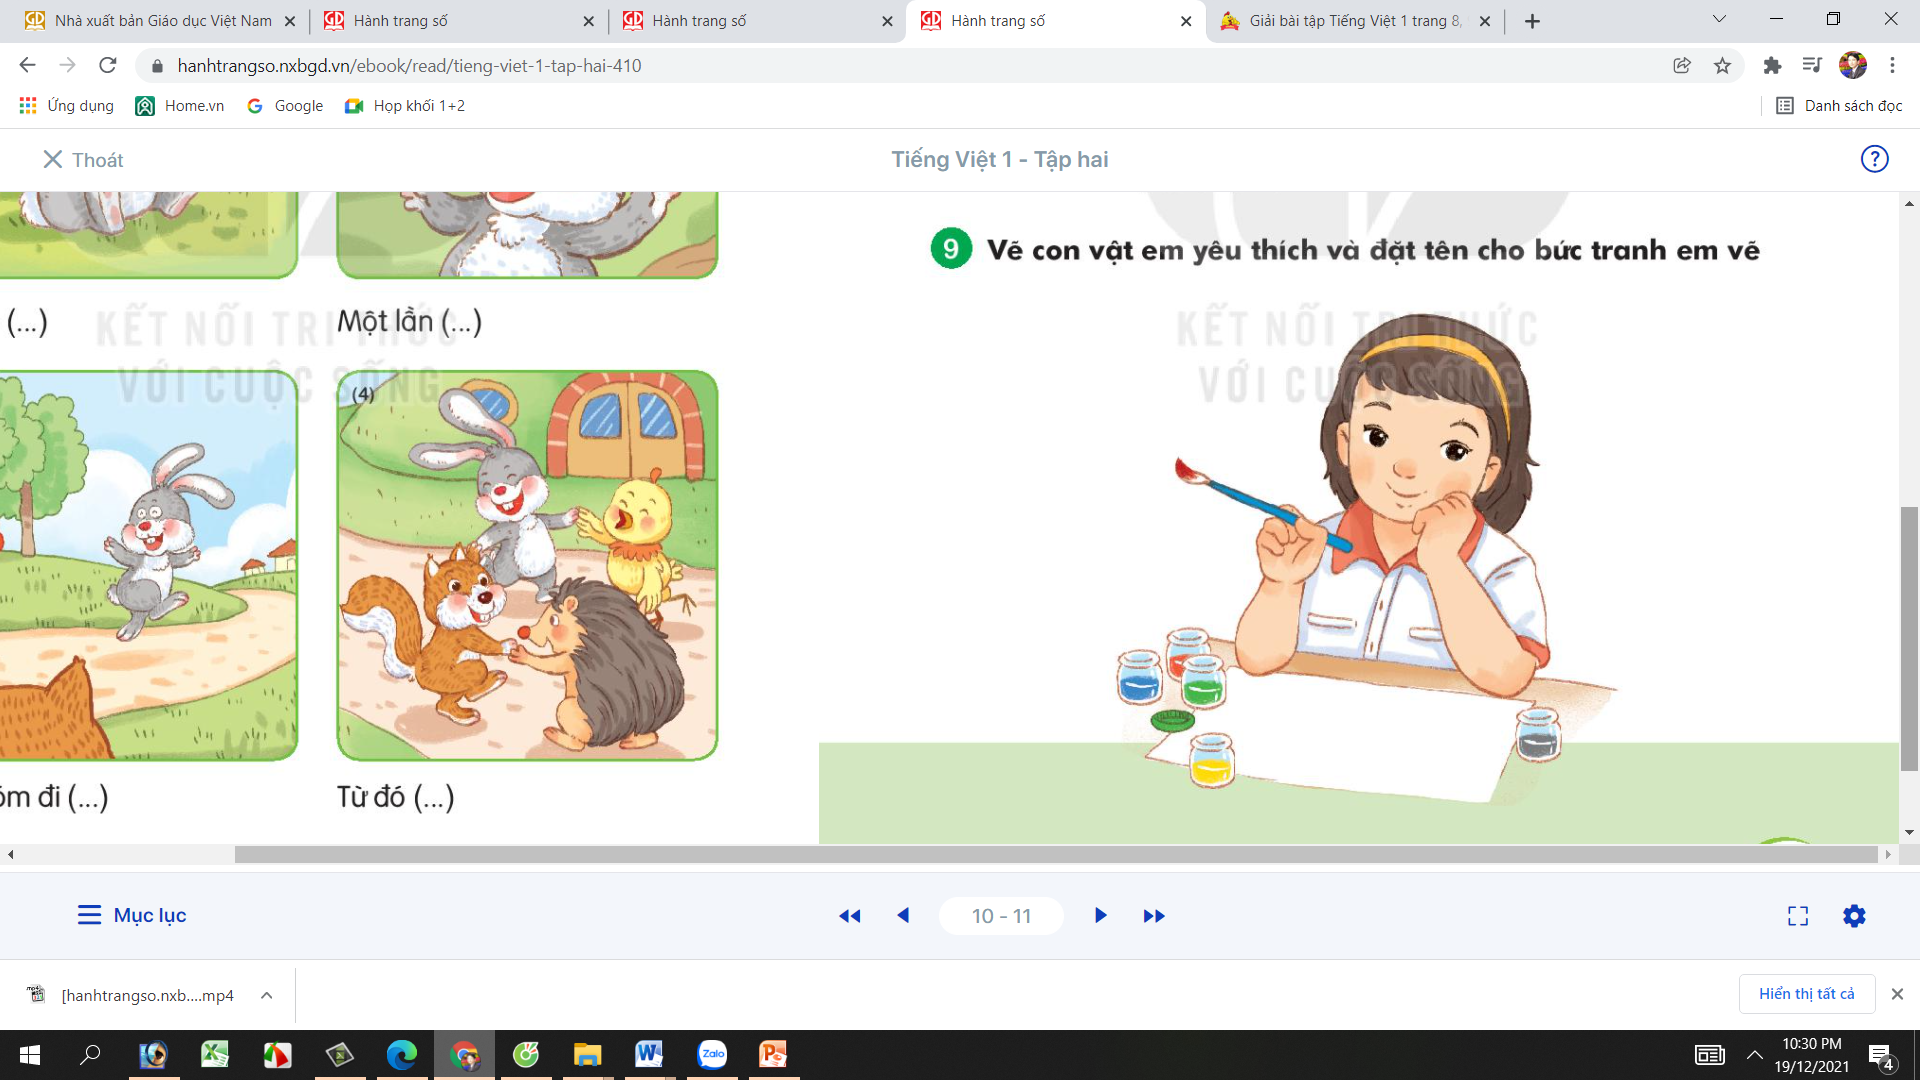 Nhà xuất bản Giáo dục Việt Nam
Hành trang số
Hành trang số
Hành trang số
Giải bài tập Tiếng Việt 1 trang 8,
hanhtrangso.nxbgd.vn/ebook/read/tieng-viet-1-tap-hai-410
Ứng dụng
Home.vn
Google
Họp khối 1+2
Danh sách đọc
Thoát
Tiếng Việt 1 - Tập hai
?
9 Vẽ con vật em yêu thích và đặt tên cho bức tranh em vẽ
(...)
Một lần (...)
KẾT NỐI TRI THỨC
VỚI CUỘC SỐNG
KẾT NỐI TRI THỨC
VỚI CUỘC SỐNG
(4)
óm đi (...)
Từ đó (...)
Mục lục
10 - 11
[hanhtrangso.nxb....mp4
Hiển thị tất cả
Zalo
10:30 PM
19/12/2021
4